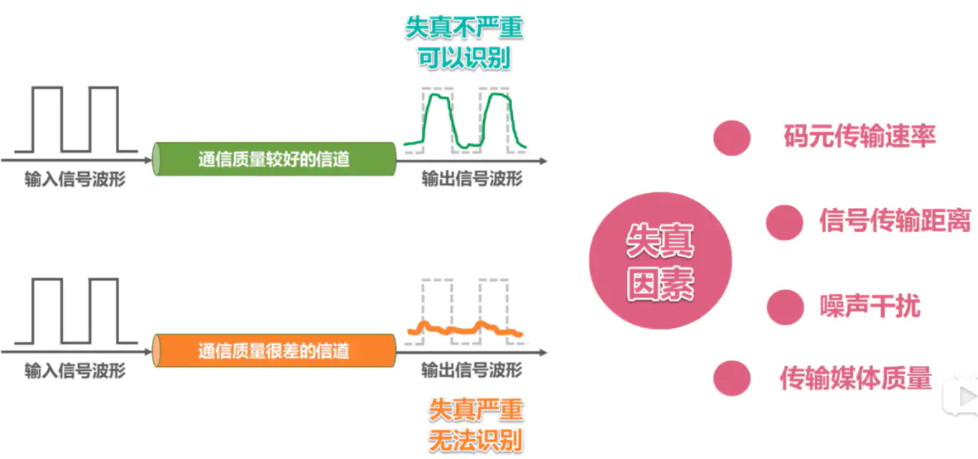 失真不严重
可以识别
通信质量较好的信道
输入信号波形
输出信号波形
通信质量很差的信道
输入信号波形
输出信号波形
失真严重
无法识别
失真
因素
码元传输速率
信号传输距离
噪声干扰
传输媒体质量